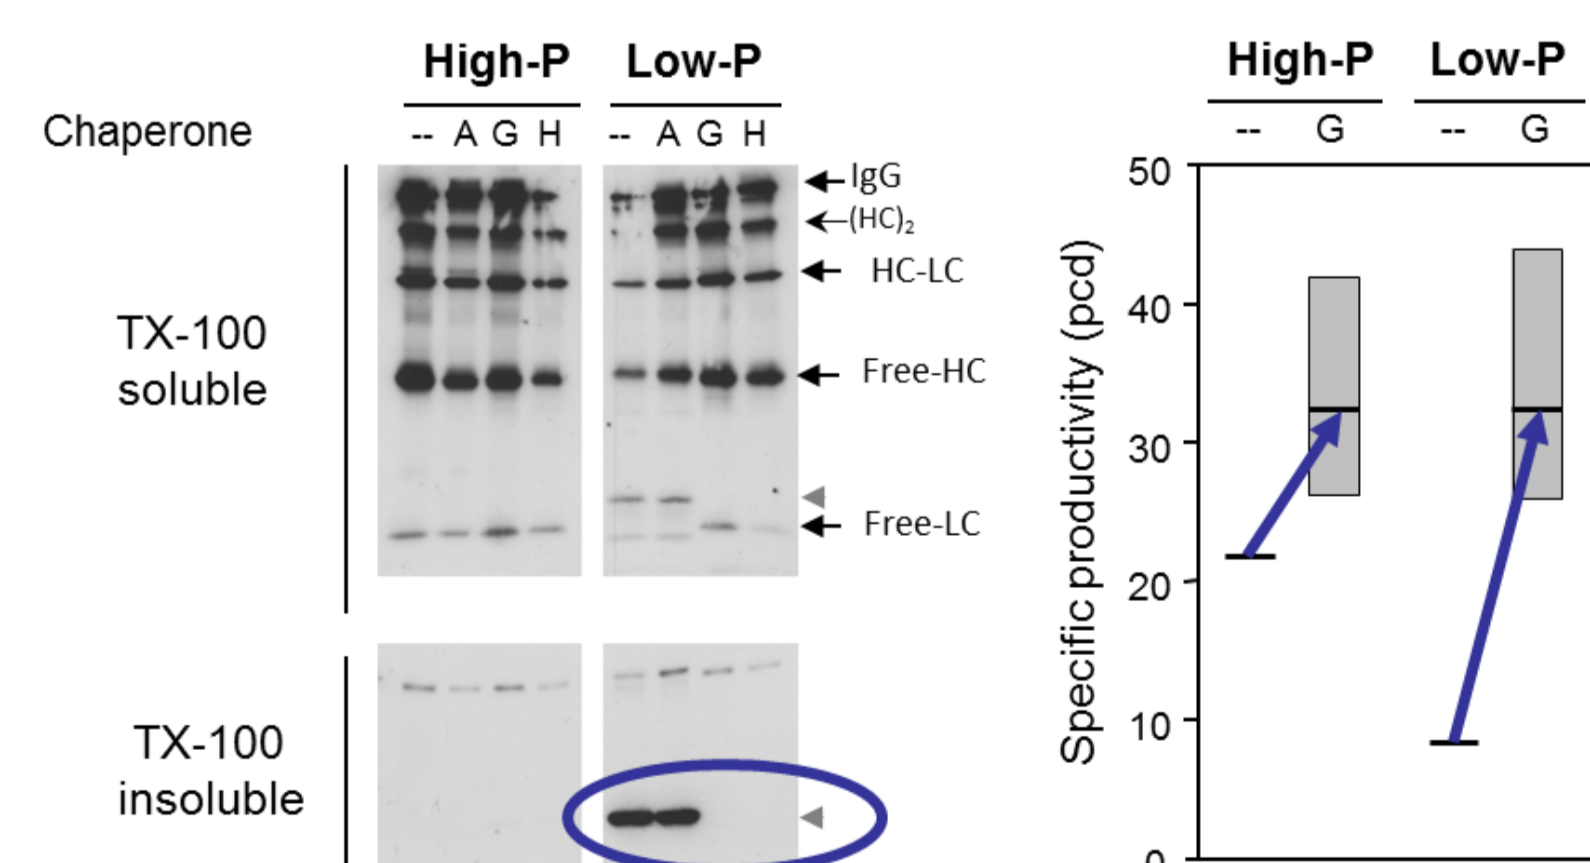 High-P Low-P
Chaperone -- A G H -- A G H
IgG
(HC)₂
HC-LC
TX-100
soluble
Free-HC
Free-LC
TX-100
insoluble
High-P Low-P
-- G -- G
Specific productivity (pcd)
50
40
30
20
10
0